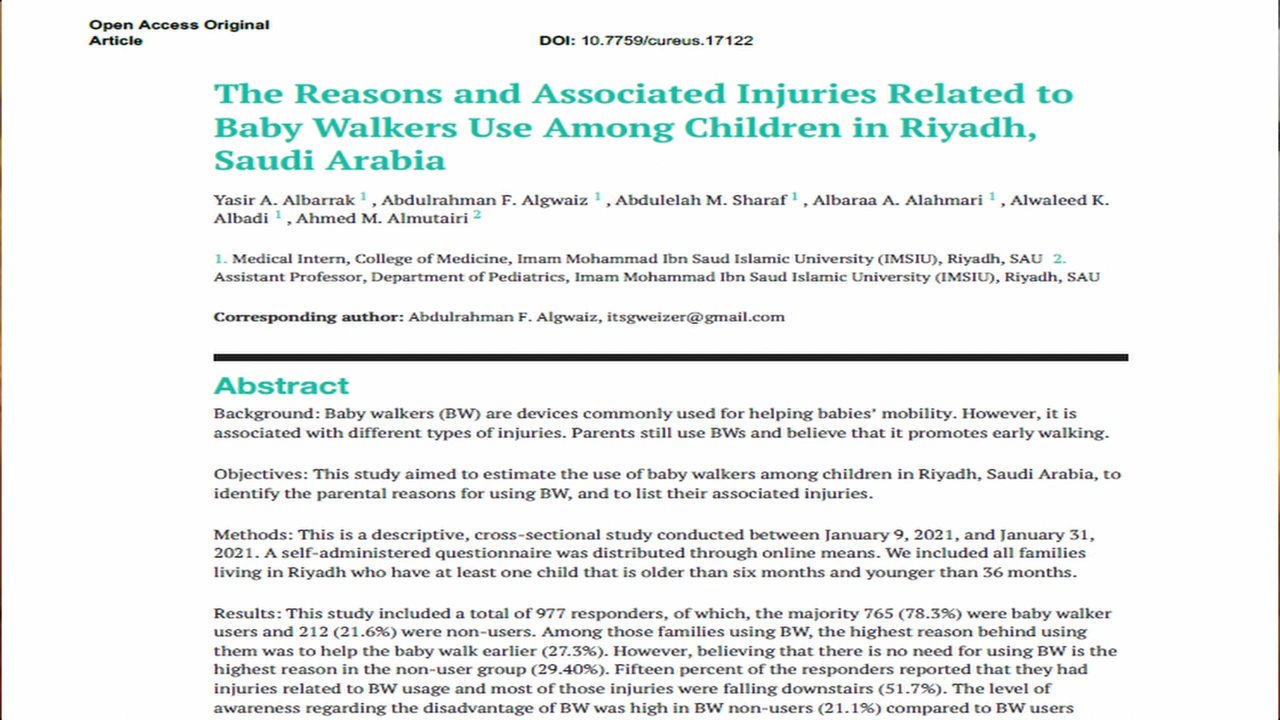 Open Access Original
Article
DOI: 10.7759/cureus.17122
The Reasons and Associated Injuries Related to
Baby Walkers Use Among Children in Riyadh,
Saudi Arabia
Yasir A. Albarrak 1 , Abdulrahman F. Algwaiz 1 , Abdulelah M. Sharaf 1 , Albaraa A. Alahmari 1 , Alwaleed K.
Albadi 1 , Ahmed M. Almutairi 2
1. Medical Intern, College of Medicine, Imam Mohammad Ibn Saud Islamic University (IMSIU), Riyadh, SAU 2.
Assistant Professor, Department of Pediatrics, Imam Mohammad Ibn Saud Islamic University (IMSIU), Riyadh, SAU
Corresponding author: Abdulrahman F. Algwaiz, itsgweizer@gmail.com
Abstract
Background: Baby walkers (BW) are devices commonly used for helping babies’ mobility. However, it is
associated with different types of injuries. Parents still use BWs and believe that it promotes early walking.
Objectives: This study aimed to estimate the use of baby walkers among children in Riyadh, Saudi Arabia, to
identify the parental reasons for using BW, and to list their associated injuries.
Methods: This is a descriptive, cross-sectional study conducted between January 9, 2021, and January 31,
2021. A self-administered questionnaire was distributed through online means. We included all families
living in Riyadh who have at least one child that is older than six months and younger than 36 months.
Results: This study included a total of 977 responders, of which, the majority 765 (78.3%) were baby walker
users and 212 (21.6%) were non-users. Among those families using BW, the highest reason behind using
them was to help the baby walk earlier (27.3%). However, believing that there is no need for using BW is the
highest reason in the non-user group (29.40%). Fifteen percent of the responders reported that they had
injuries related to BW usage and most of those injuries were falling downstairs (51.7%). The level of
awareness regarding the disadvantage of BW was high in BW non-users (21.1%) compared to BW users